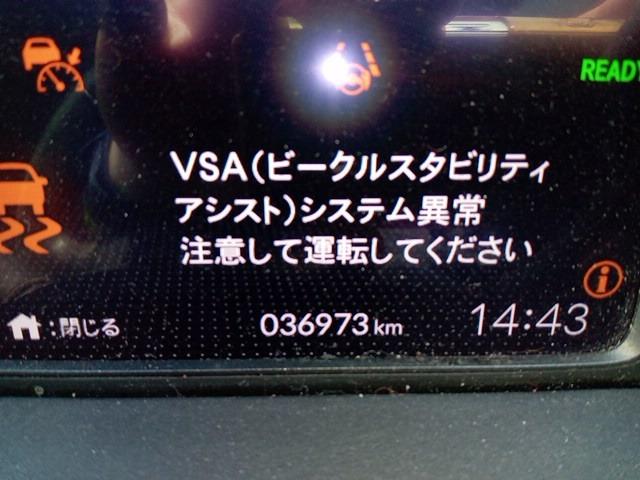 READY
VSA(ビークルスタビリティ
アシスト)システム異常
注意して運転してください
i
:閉じる 036973km 14:43